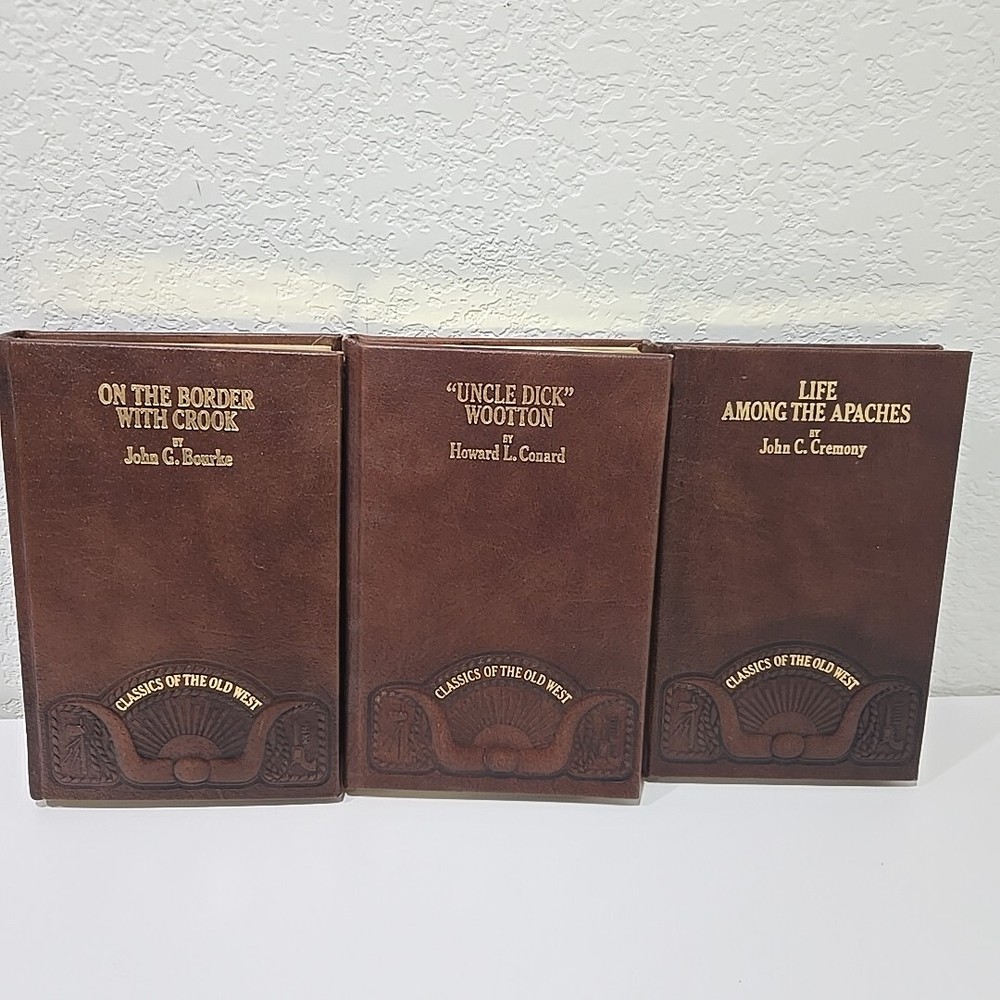 ON THE BORDER
WITH CROOK
BY
John G. Bourke
CLASSICS OF THE OLD WEST
“UNCLE DICK”
WOOTTON
BY
Howard L. Conard
CLASSICS OF THE OLD WEST
LIFE
AMONG THE APACHES
BY
John C. Cremony
CLASSICS OF THE OLD WEST